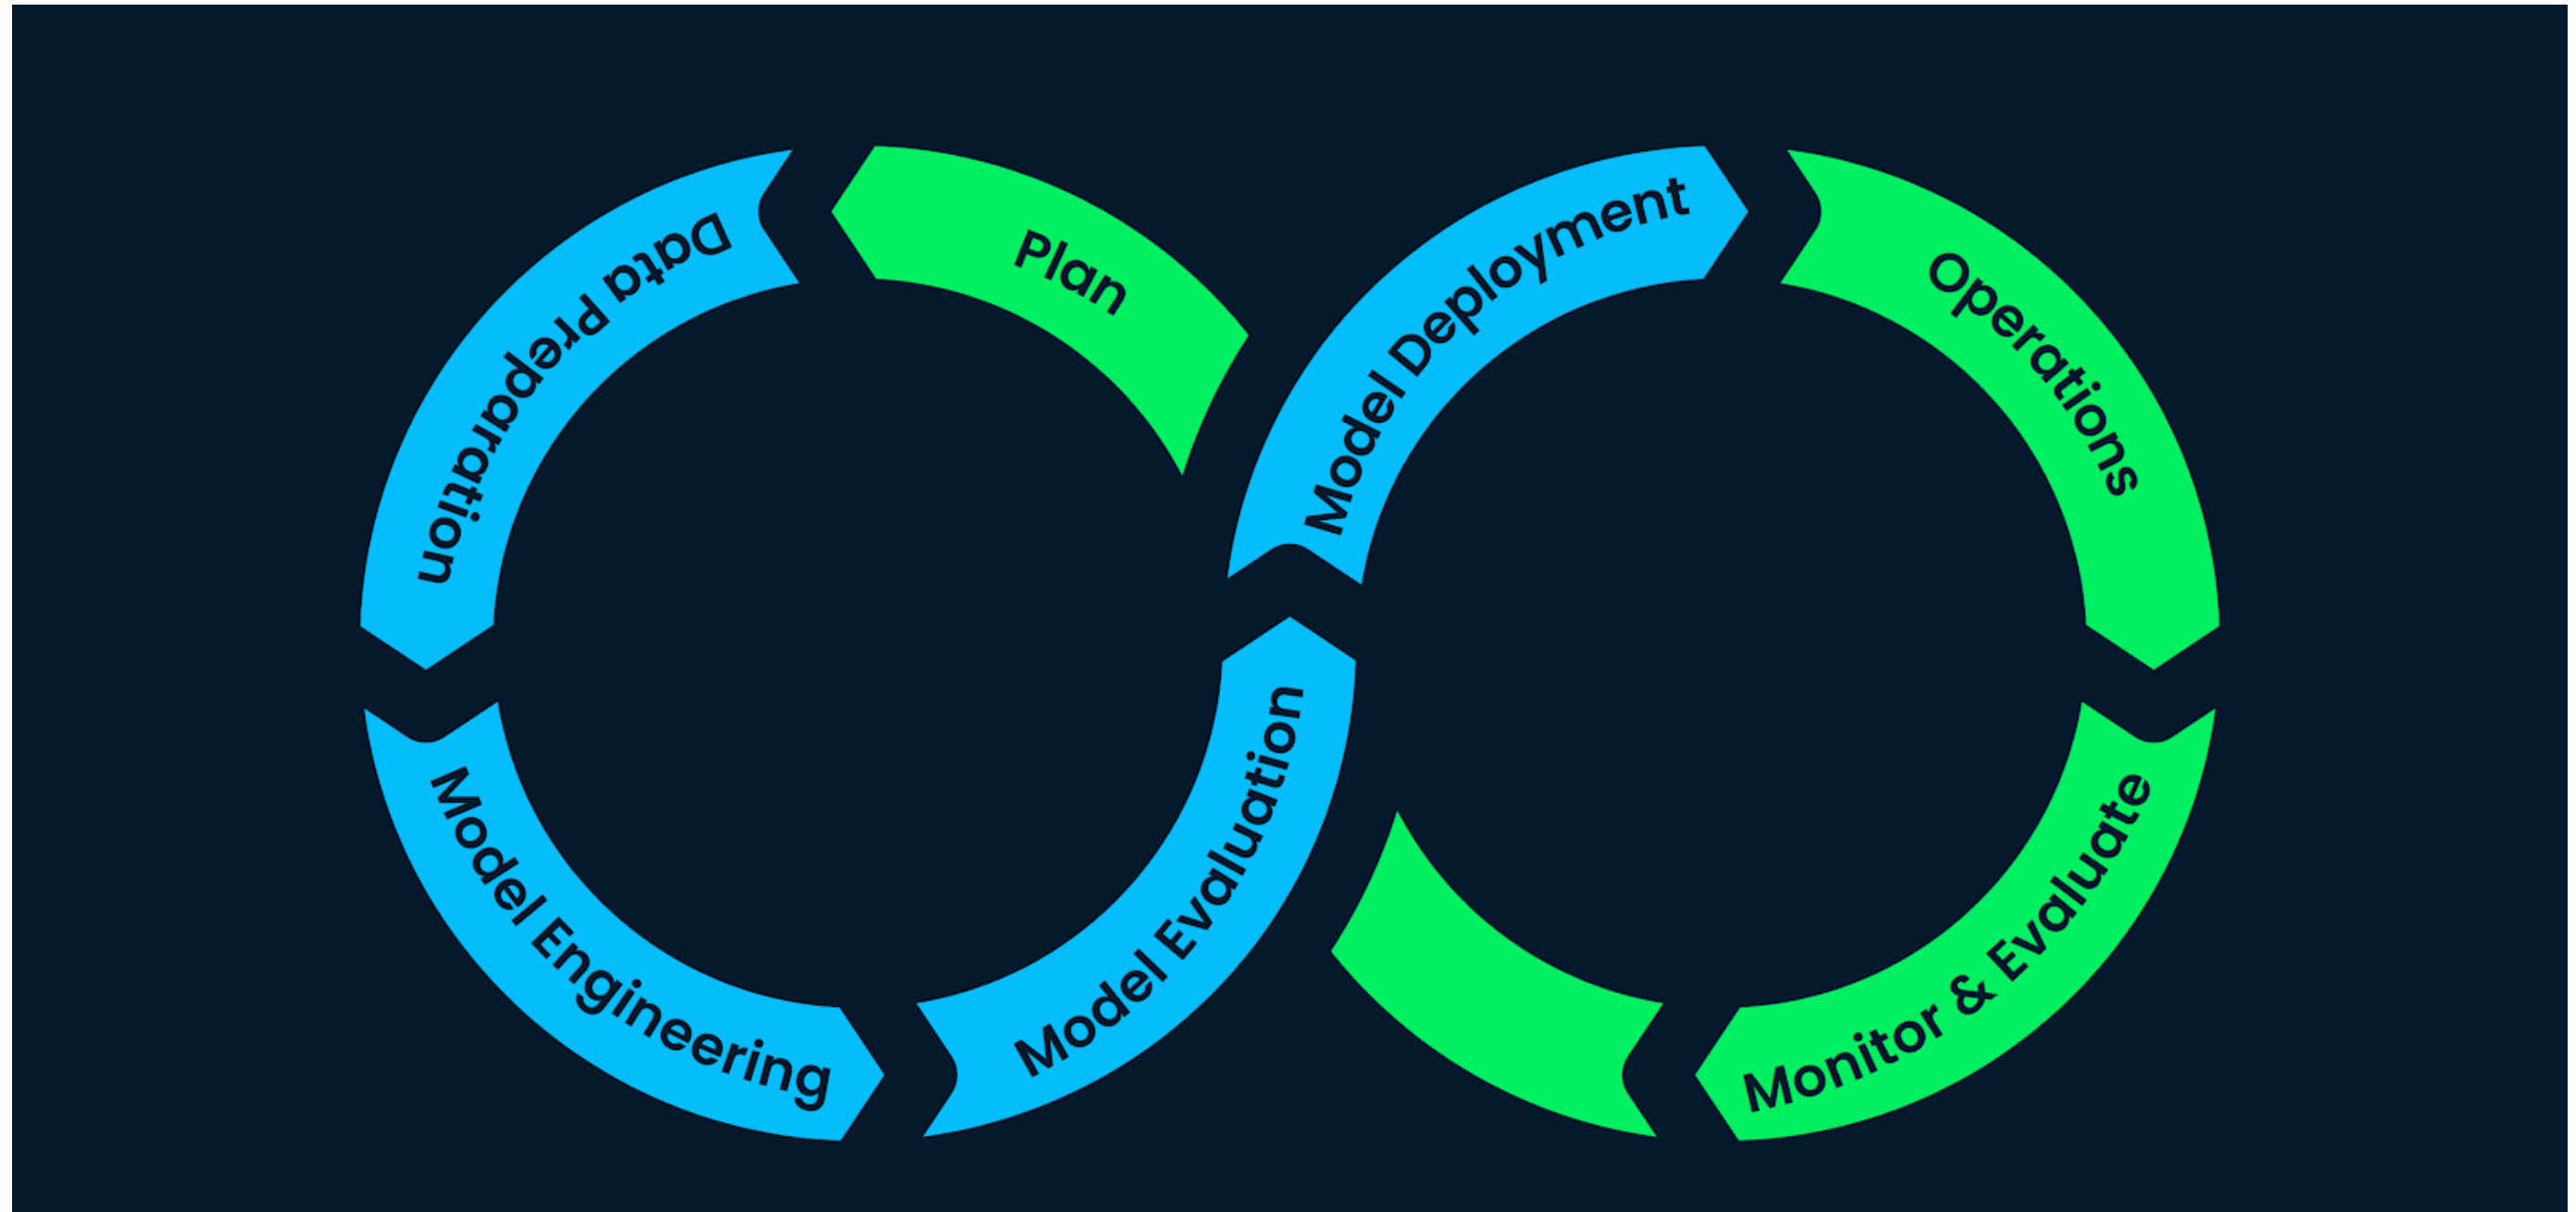 Plan
Data Preparation
Model Engineering
Model Evaluation
Model Deployment
Operations
Monitor & Evaluate